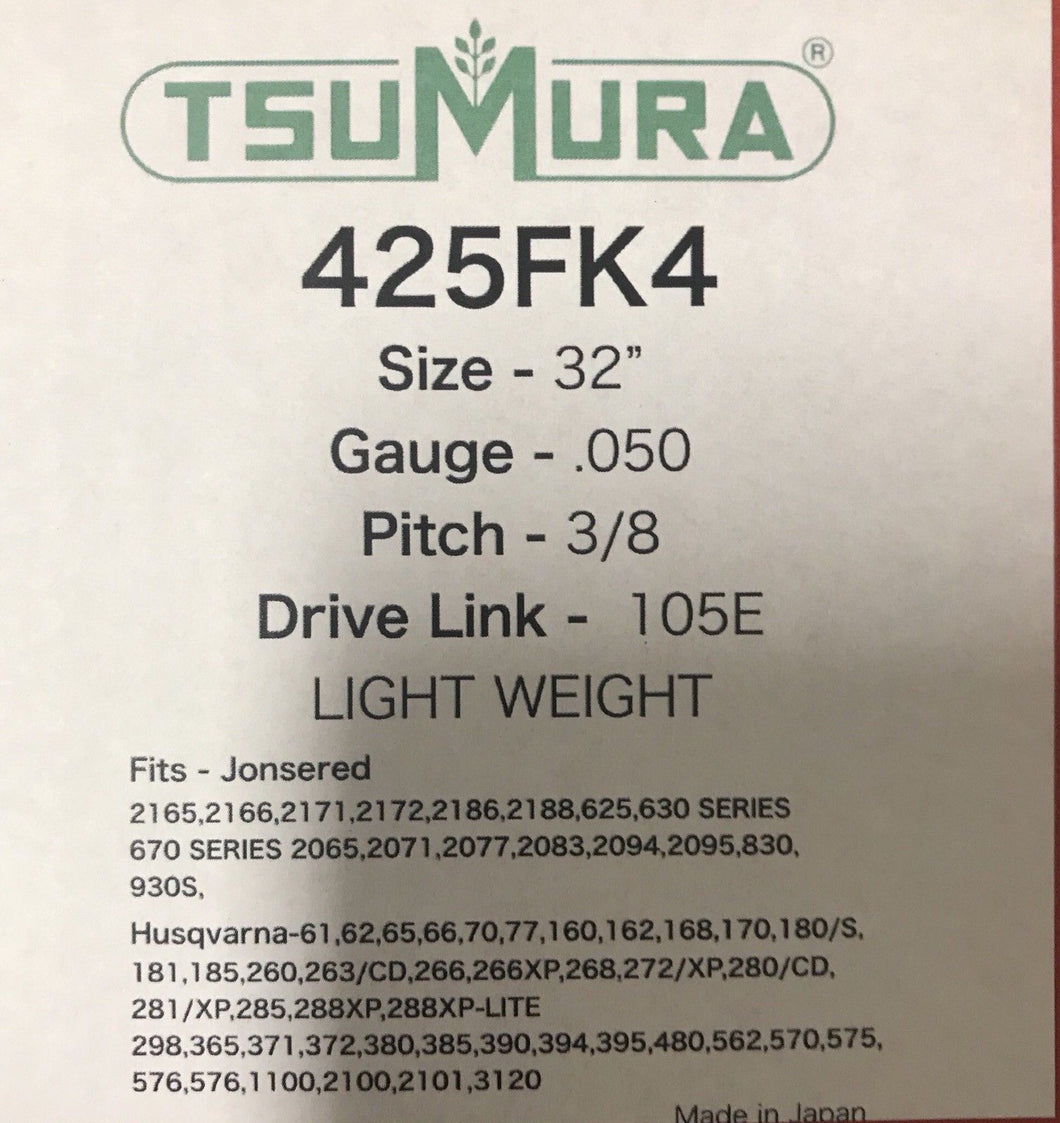 TSUMURA ®
425FK4
Size - 32”
Gauge - .050
Pitch - 3/8
Drive Link - 105E
LIGHT WEIGHT
Fits - Jonsered
2165,2166,2171,2172,2186,2188,625,630 SERIES
670 SERIES 2065,2071,2077,2083,2094,2095,830,
930S,
Husqvarna-61,62,65,66,70,77,160,162,168,170,180/S,
181,185,260,263/CD,266,266XP,268,272/XP,280/CD,
281/XP,285,288XP,288XP-LITE
298,365,371,372,380,385,390,394,395,480,562,570,575,
576,576,1100,2100,2101,3120
Made in Japan